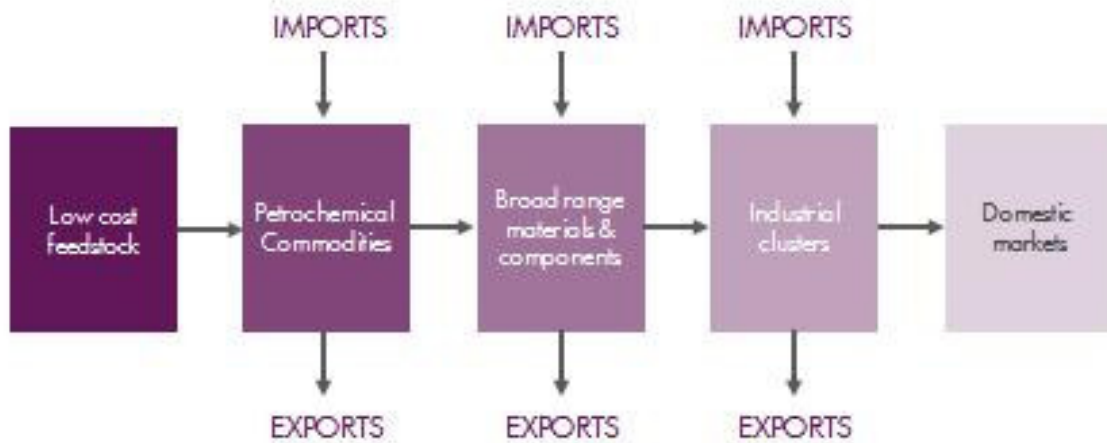 IMPORTS
IMPORTS
IMPORTS
Low cost
feedstock
Petrochemical
Commodities
Broad range
materials &
components
Industrial
clusters
Domestic
markets
EXPORTS
EXPORTS
EXPORTS